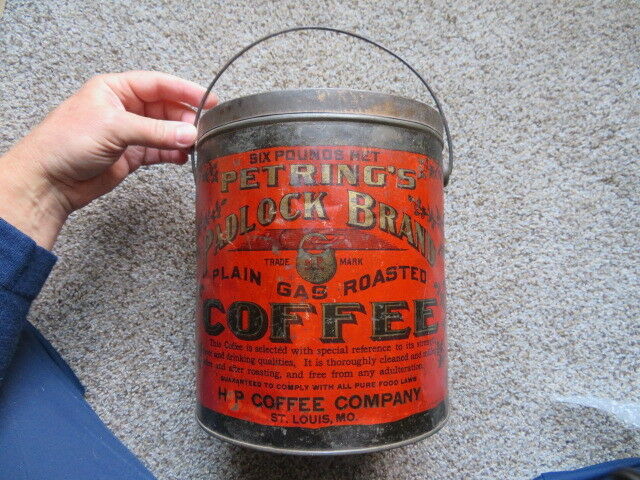 SIX POUNDS NET
PETRING'S
PADLOCK BRAND
TRADE MARK
PLAIN GAS ROASTED
COFFEE
This Coffee is selected with special reference to its strength
and drinking qualities. It is thoroughly cleaned and
and after roasting, and free from any adulteration.
GUARANTEED TO COMPLY WITH ALL PURE FOOD LAWS
H.P. COFFEE COMPANY
ST. LOUIS, MO.